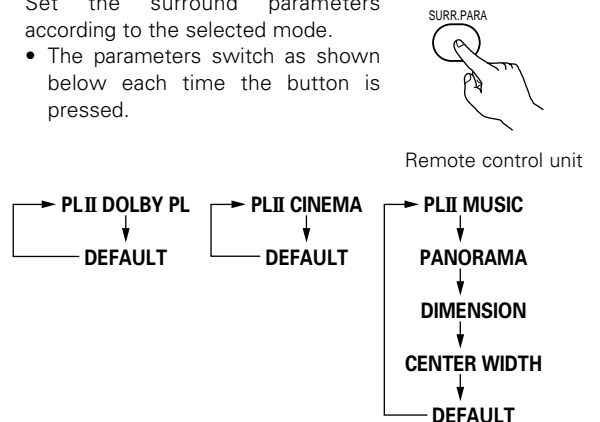 Set the surround parameters
according to the selected mode.
• The parameters switch as shown
below each time the button is
pressed.
SURR.PARA
Remote control unit
PLII DOLBY PL
DEFAULT
PLII CINEMA
DEFAULT
PLII MUSIC
PANORAMA
DIMENSION
CENTER WIDTH
DEFAULT